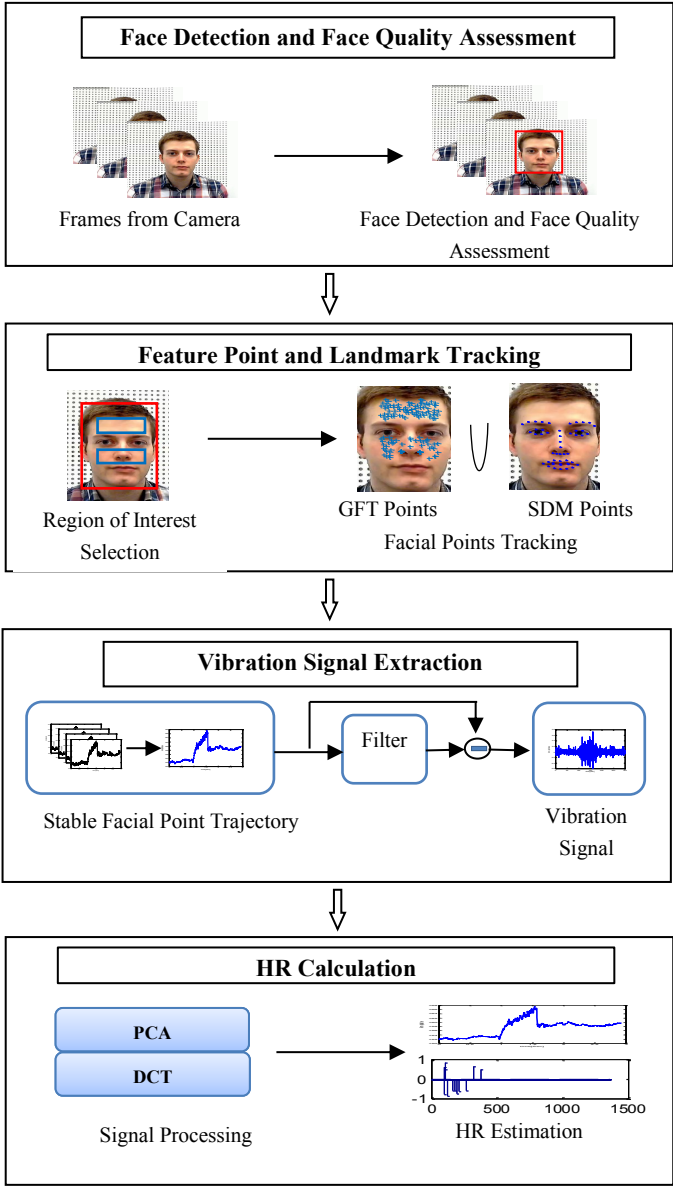 Face Detection and Face Quality Assessment
Frames from Camera
Face Detection and Face Quality
Assessment
Feature Point and Landmark Tracking
Region of Interest
Selection
GFT Points
SDM Points
Facial Points Tracking
Vibration Signal Extraction
Filter
Stable Facial Point Trajectory
Vibration
Signal
HR Calculation
PCA
DCT
Signal Processing
1
0
-1
0
500
1000
1500
HR Estimation